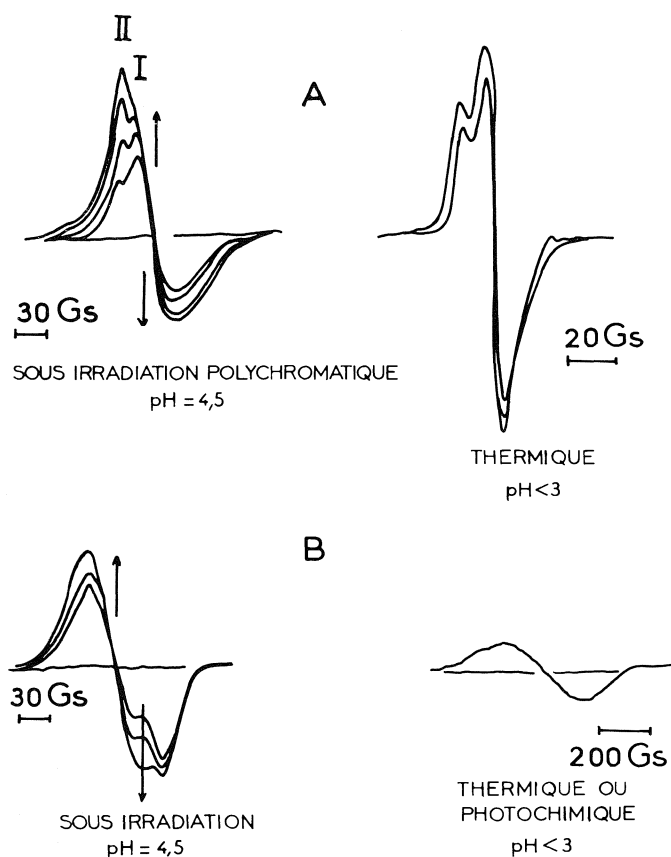 II
I
A
30 Gs
20 Gs
SOUS IRRADIATION POLYCHROMATIQUE
pH = 4,5
THERMIQUE
pH < 3
B
30 Gs
200 Gs
SOUS IRRADIATION
pH = 4,5
THERMIQUE OU
PHOTOCHIMIQUE
pH < 3